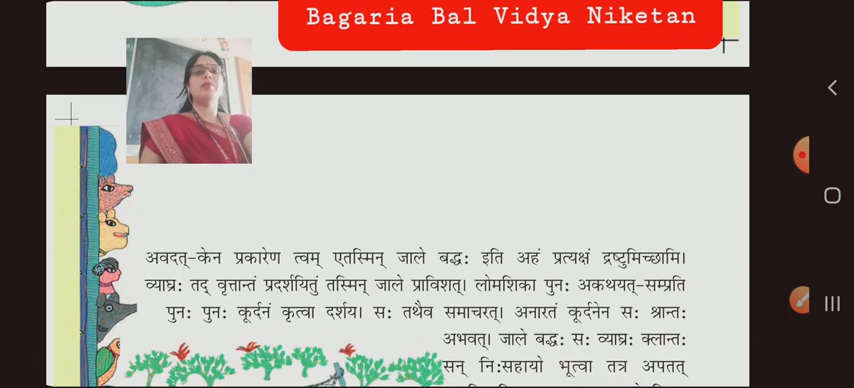 Bagaria Bal Vidya Niketan
अवदत्-केन प्रकारेण त्वम् एतस्मिन् जाले बद्धः इति अहं प्रत्यक्षं द्रष्टुमिच्छामि।
व्याघ्रः तद् वृत्तान्तं प्रदर्शयितुं तस्मिन् जाले प्राविशत्। लोमशिका पुनः अकथयत्-सम्प्रति
पुनः पुनः कूर्दनं कृत्वा दर्शय। सः तथैव समाचरत्। अनारतं कूर्दनेन सः श्रान्तः
अभवत्। जाले बद्धः सः व्याघ्रः क्लान्तः
सन् निःसहायो भूत्वा तत्र अपतत्